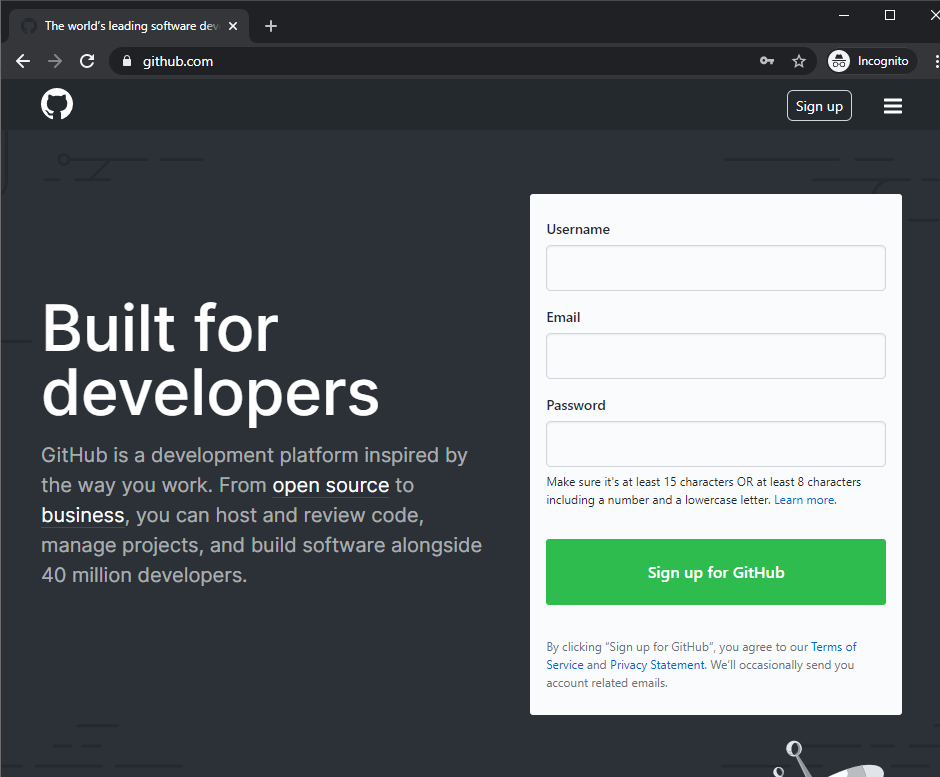 The world's leading software dev
github.com
Incognito
Sign up
Built for
developers
GitHub is a development platform inspired by
the way you work. From open source to
business, you can host and review code,
manage projects, and build software alongside
40 million developers.
Username
Email
Password
Make sure it's at least 15 characters OR at least 8 characters
including a number and a lowercase letter. Learn more.
Sign up for GitHub
By clicking “Sign up for GitHub”, you agree to our Terms of
Service and Privacy Statement. We’ll occasionally send you
account related emails.